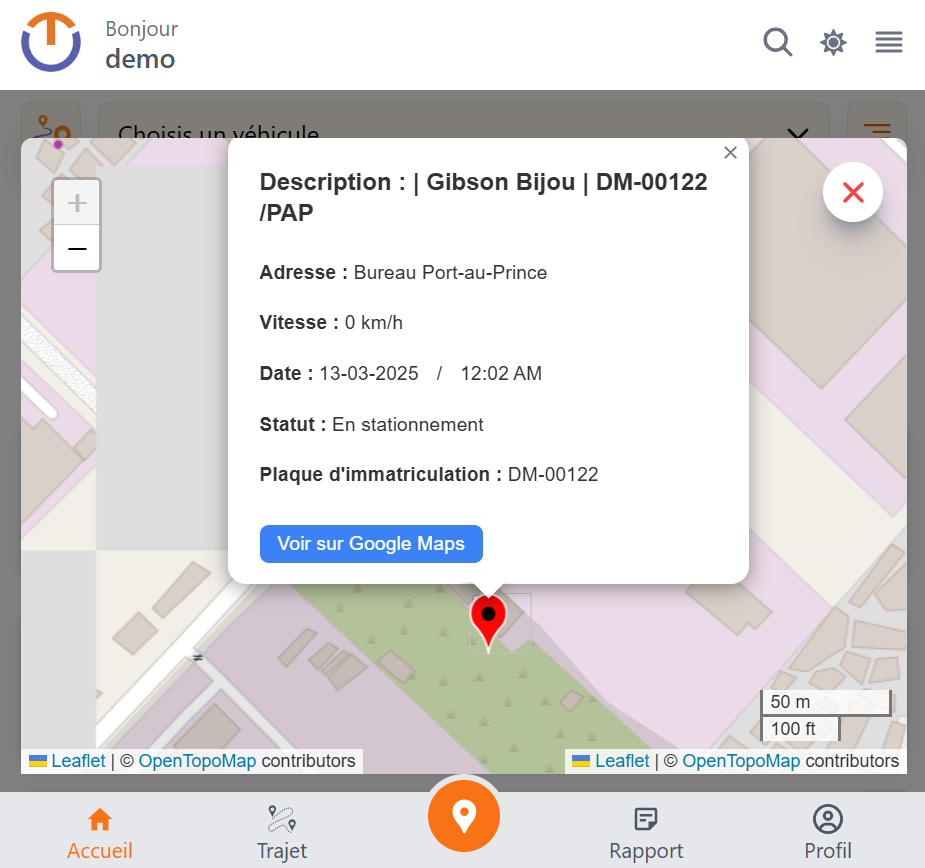 Bonjour
demo
Choisis un véhicule
+
−
×
Description : | Gibson Bijou | DM-00122
/PAP
Adresse : Bureau Port-au-Prince
Vitesse : 0 km/h
Date : 13-03-2025 / 12:02 AM
Statut : En stationnement
Plaque d'immatriculation : DM-00122
Voir sur Google Maps
50 m
100 ft
Leaflet | © OpenTopoMap contributors
Leaflet | © OpenTopoMap contributors
Accueil
Trajet
Rapport
Profil